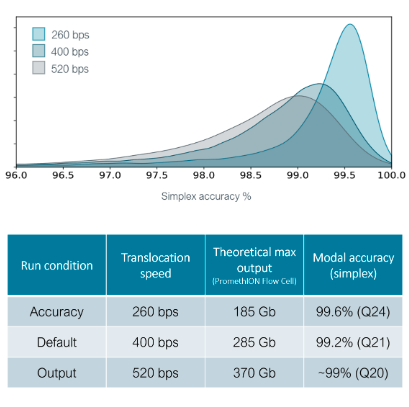 260 bps
400 bps
520 bps
96.0 96.5 97.0 97.5 98.0 98.5 99.0 99.5 100.0
Simplex accuracy %
Run condition Translocation speed Theoretical max output (PromethION Flow Cell) Modal accuracy (simplex)
Accuracy 260 bps 185 Gb 99.6% (Q24)
Default 400 bps 285 Gb 99.2% (Q21)
Output 520 bps 370 Gb ~99% (Q20)